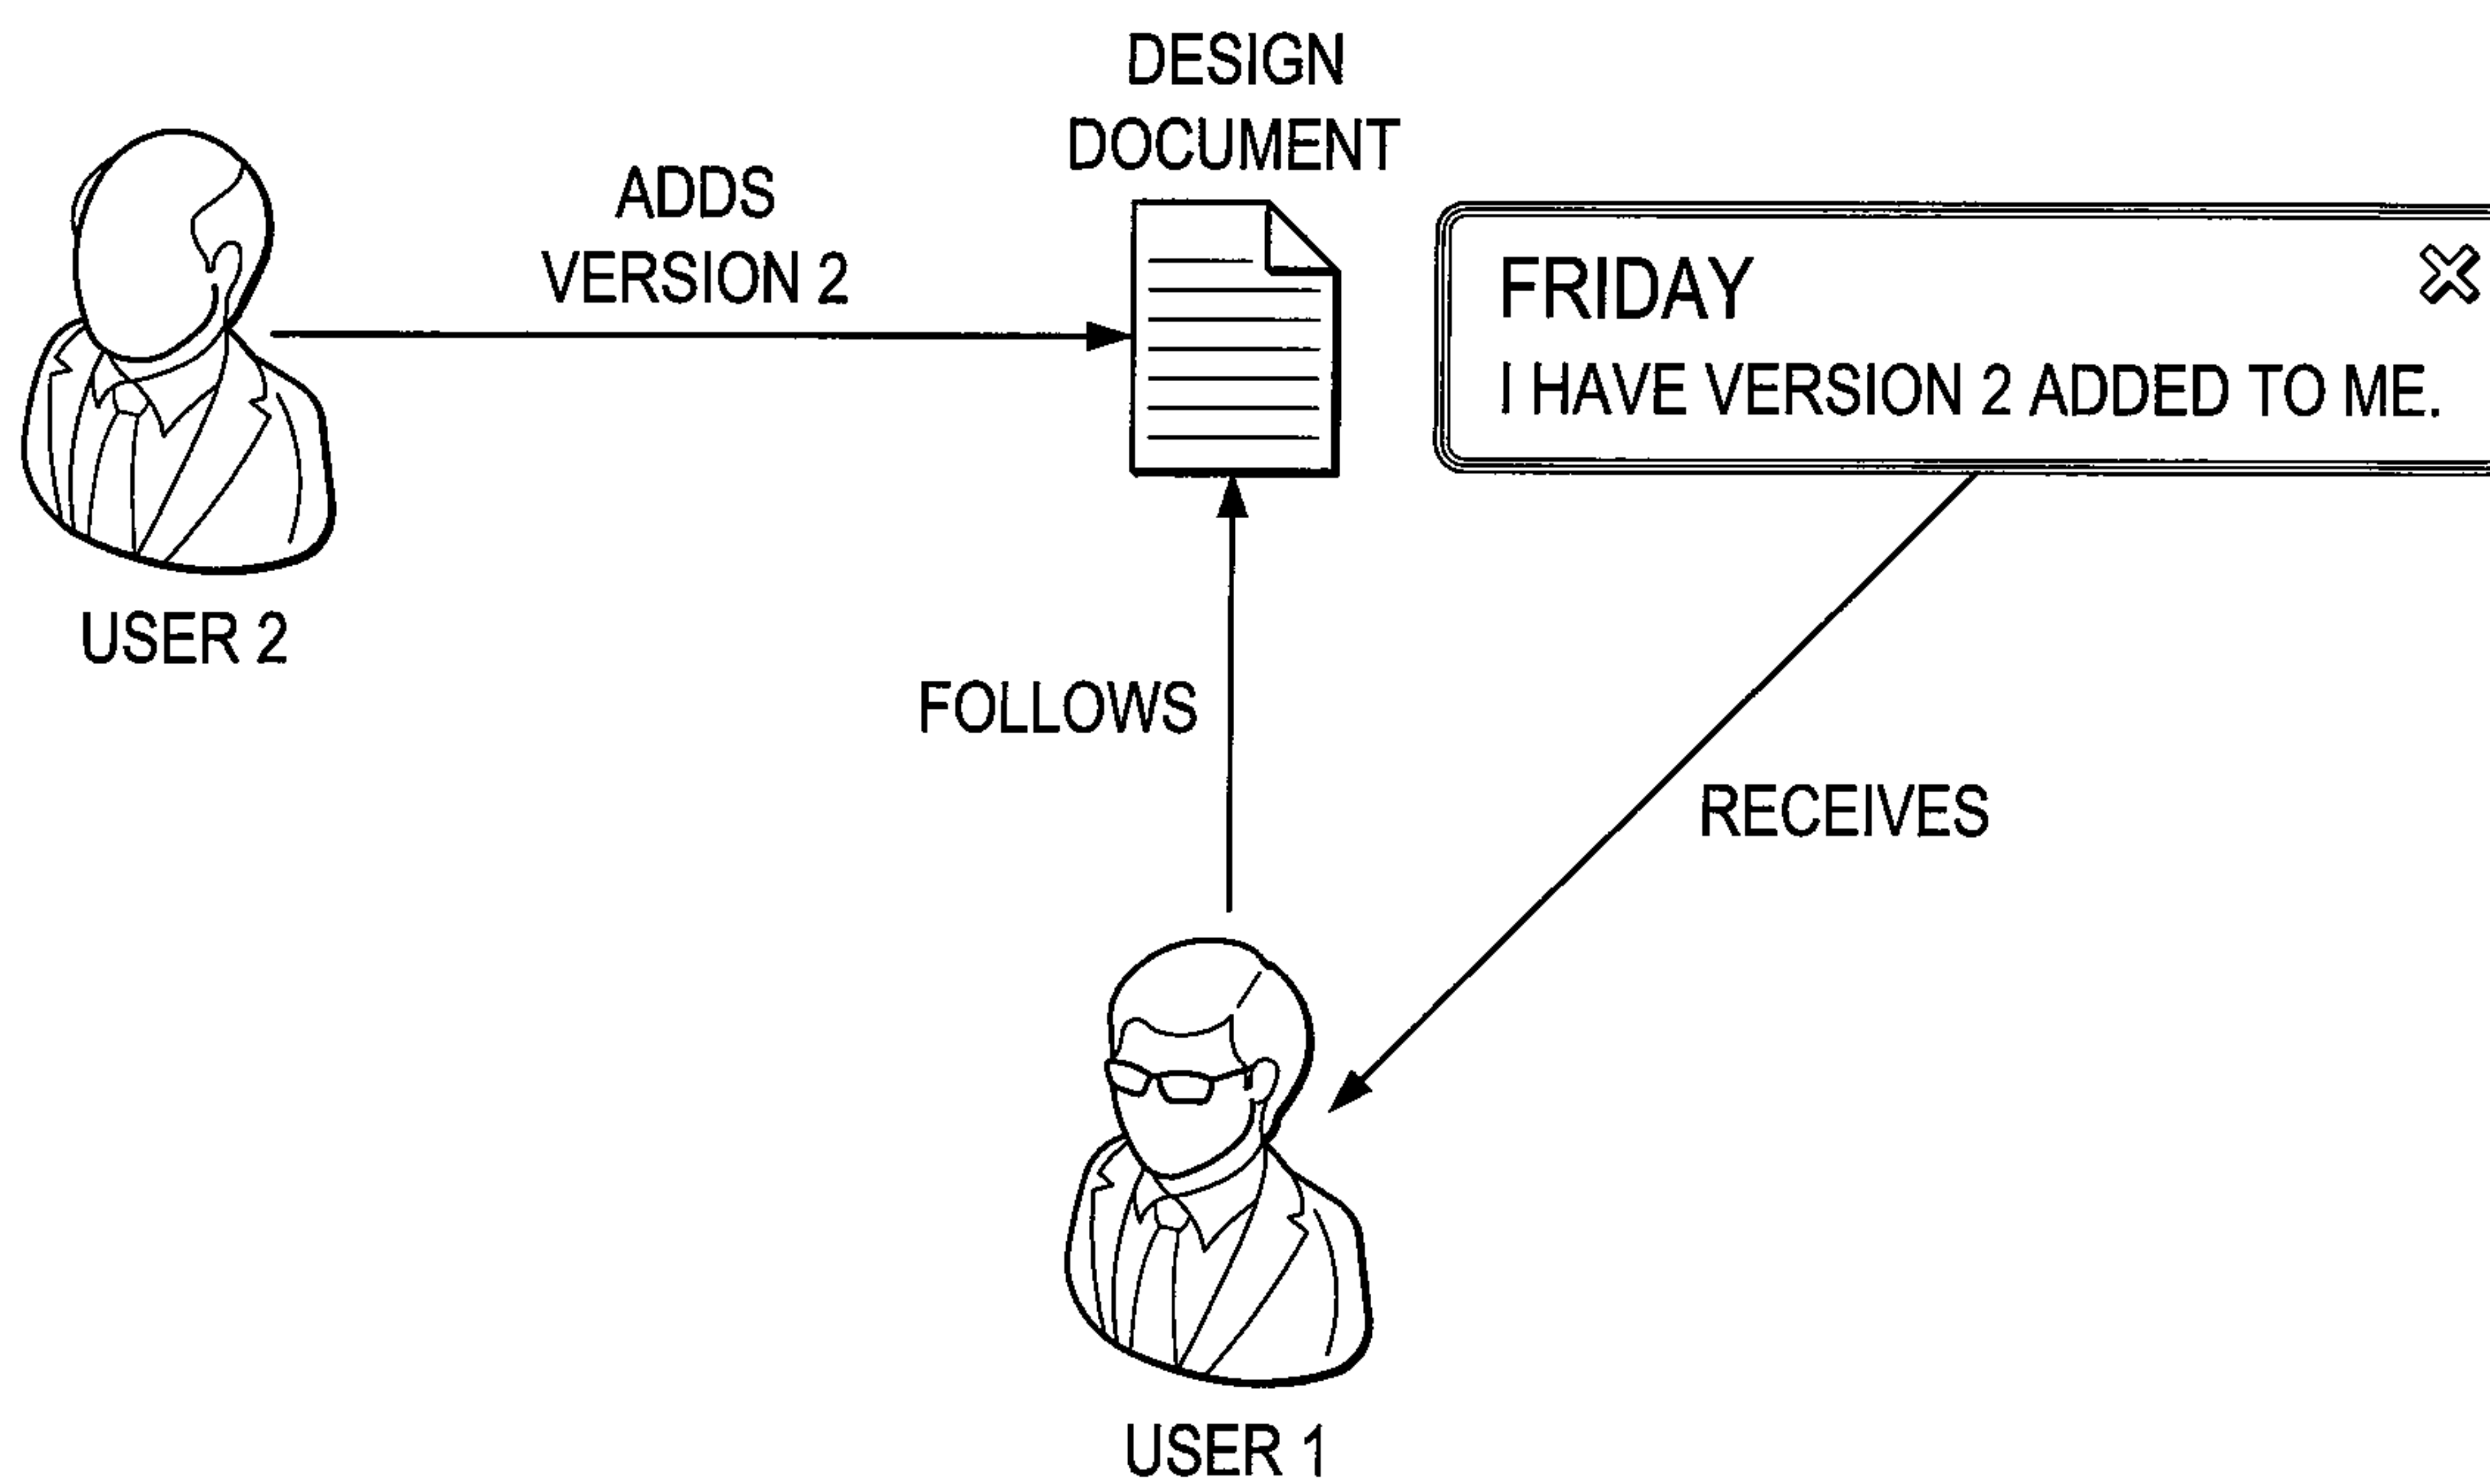 DESIGN
DOCUMENT
ADDS
VERSION 2
FRIDAY
I HAVE VERSION 2 ADDED TO ME.
USER 2
FOLLOWS
RECEIVES
USER 1